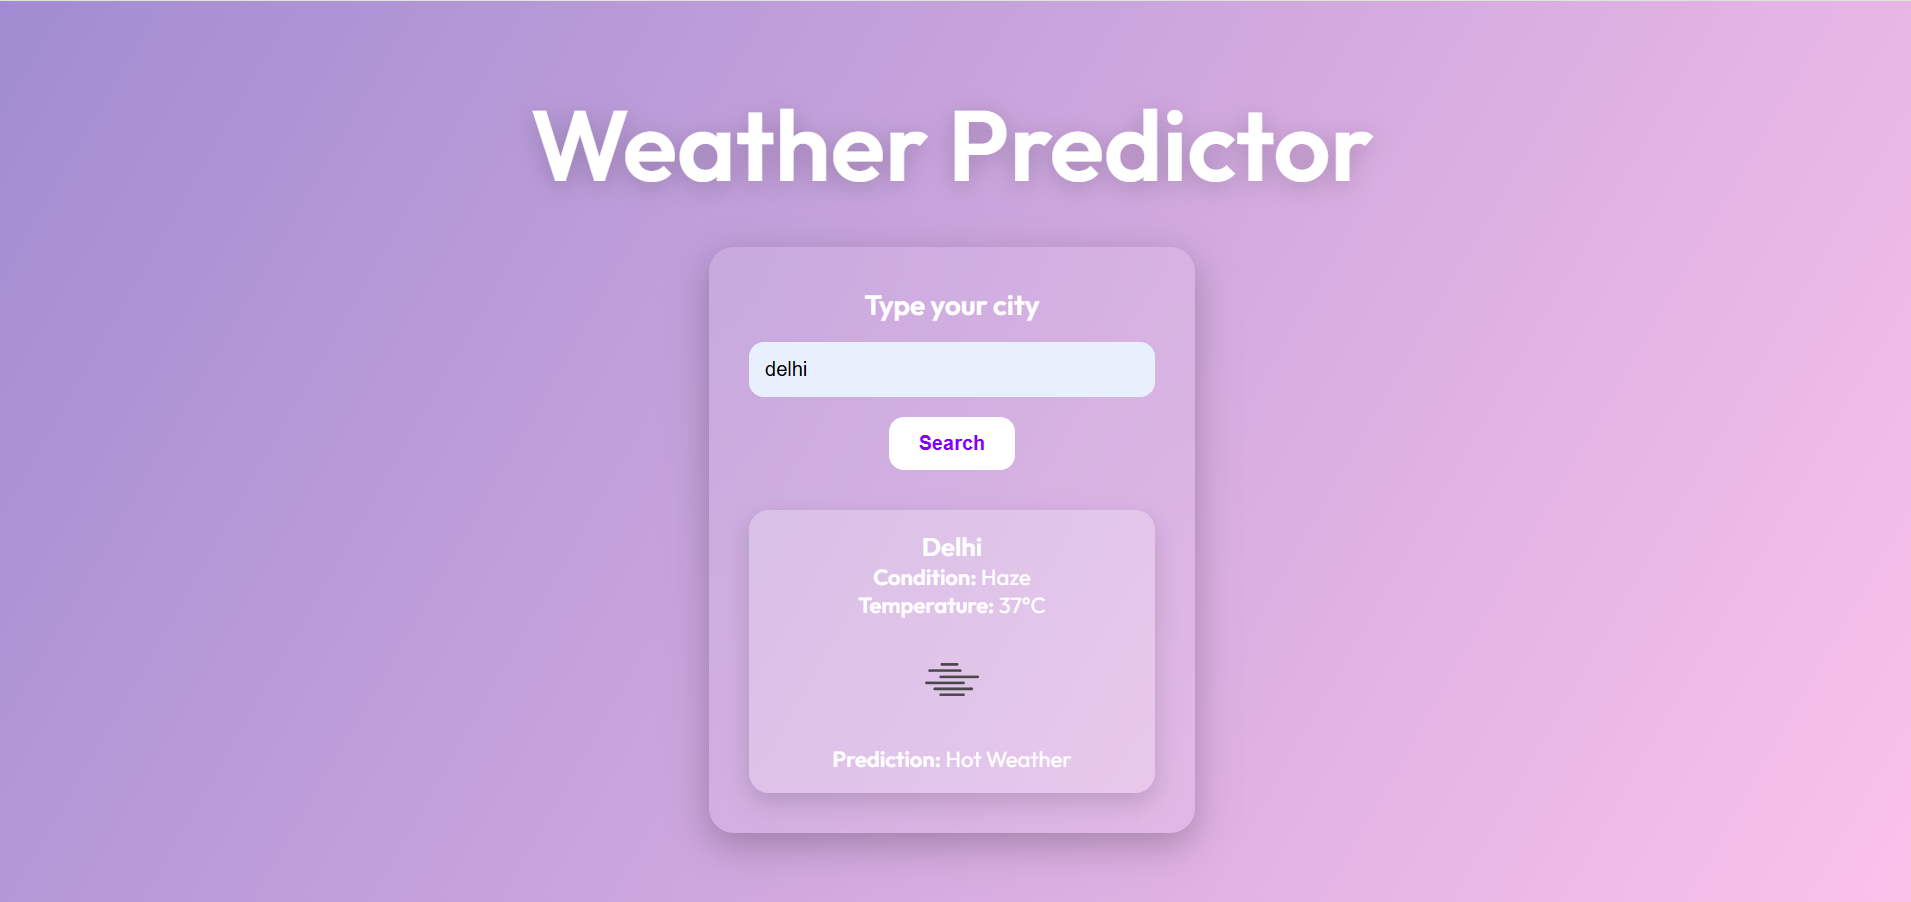 Weather Predictor
Type your city
delhi
Search
Delhi
Condition: Haze
Temperature: 37°C
Prediction: Hot Weather